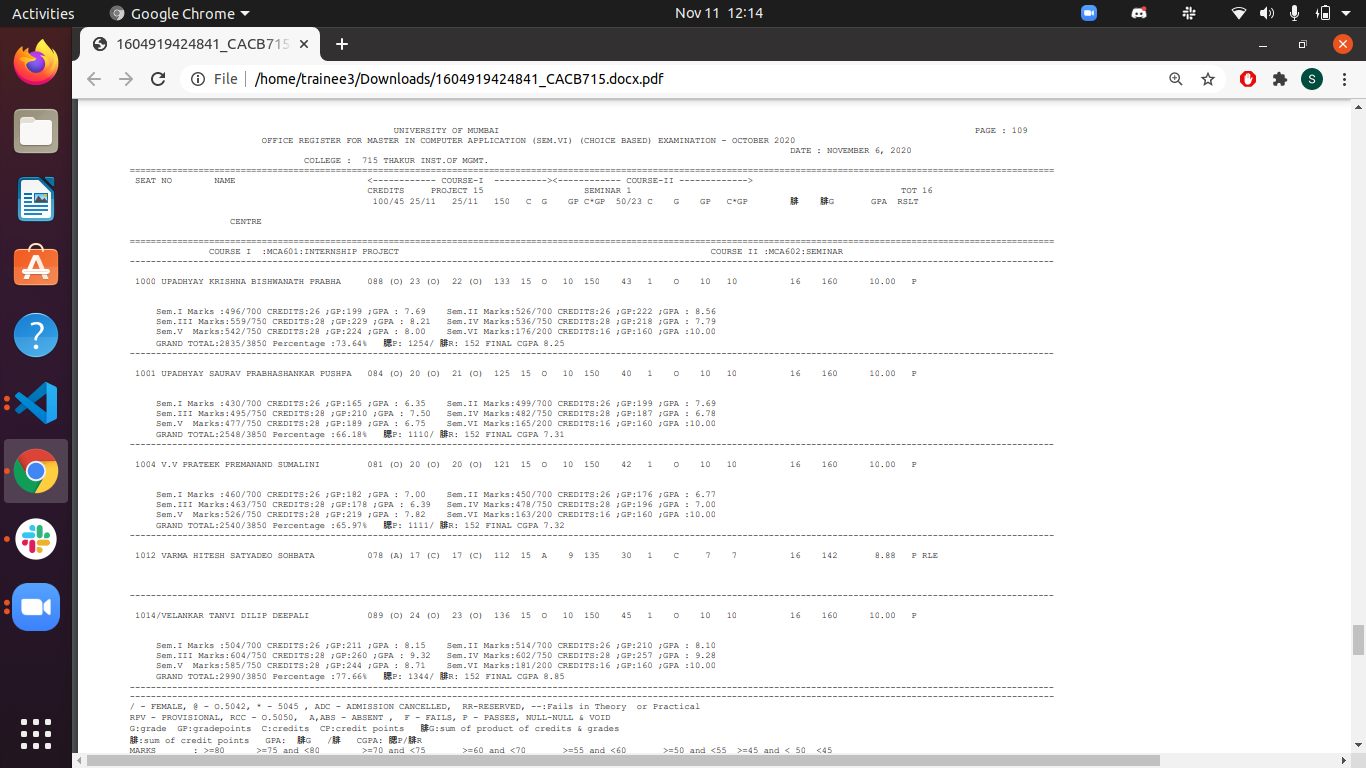 Activities Google Chrome Nov 11 12:14
1604919424841_CACB715
File /home/trainee3/Downloads/1604919424841_CACB715.docx.pdf S
UNIVERSITY OF MUMBAI PAGE : 109
OFFICE REGISTER FOR MASTER IN COMPUTER APPLICATION (SEM.VI) (CHOICE BASED) EXAMINATION - OCTOBER 2020
DATE : NOVEMBER 6, 2020
COLLEGE : 715 THAKUR INST.OF MGMT.
SEAT NO NAME <------------ COURSE-I ----------><------------ COURSE-II ------------->
CREDITS PROJECT 15 SEMINAR 1 TOT 16
100/45 25/11 25/11 150 C G GP C*GP 50/23 C G GP C*GP 腓 腓G GPA RSLT
CENTRE
COURSE I :MCA601:INTERNSHIP PROJECT COURSE II :MCA602:SEMINAR
1000 UPADHYAY KRISHNA BISHWANATH PRABHA 088 (O) 23 (O) 22 (O) 133 15 O 10 150 43 1 O 10 10 16 160 10.00 P
Sem.I Marks :496/700 CREDITS:26 ;GP:199 ;GPA : 7.69 Sem.II Marks:526/700 CREDITS:26 ;GP:222 ;GPA : 8.56
Sem.III Marks:559/750 CREDITS:28 ;GP:229 ;GPA : 8.21 Sem.IV Marks:536/750 CREDITS:28 ;GP:218 ;GPA : 7.79
Sem.V Marks:542/750 CREDITS:28 ;GP:224 ;GPA : 8.00 Sem.VI Marks:176/200 CREDITS:16 ;GP:160 ;GPA :10.00
GRAND TOTAL:2835/3850 Percentage :73.64% 腮P: 1254/ 腓R: 152 FINAL CGPA 8.25
1001 UPADHYAY SAURAV PRABHASHANKAR PUSHPA 084 (O) 20 (O) 21 (O) 125 15 O 10 150 40 1 O 10 10 16 160 10.00 P
Sem.I Marks :430/700 CREDITS:26 ;GP:165 ;GPA : 6.35 Sem.II Marks:499/700 CREDITS:26 ;GP:199 ;GPA : 7.69
Sem.III Marks:495/750 CREDITS:28 ;GP:210 ;GPA : 7.50 Sem.IV Marks:482/750 CREDITS:28 ;GP:187 ;GPA : 6.78
Sem.V Marks:477/750 CREDITS:28 ;GP:189 ;GPA : 6.75 Sem.VI Marks:165/200 CREDITS:16 ;GP:160 ;GPA :10.00
GRAND TOTAL:2548/3850 Percentage :66.18% 腮P: 1110/ 腓R: 152 FINAL CGPA 7.31
1004 V.V PRATEEK PREMANAND SUMALINI 081 (O) 20 (O) 20 (O) 121 15 O 10 150 42 1 O 10 10 16 160 10.00 P
Sem.I Marks :460/700 CREDITS:26 ;GP:182 ;GPA : 7.00 Sem.II Marks:450/700 CREDITS:26 ;GP:176 ;GPA : 6.77
Sem.III Marks:463/750 CREDITS:28 ;GP:178 ;GPA : 6.39 Sem.IV Marks:478/750 CREDITS:28 ;GP:196 ;GPA : 7.00
Sem.V Marks:526/750 CREDITS:28 ;GP:219 ;GPA : 7.82 Sem.VI Marks:163/200 CREDITS:16 ;GP:160 ;GPA :10.00
GRAND TOTAL:2540/3850 Percentage :65.97% 腮P: 1111/ 腓R: 152 FINAL CGPA 7.32
1012 VARMA HITESH SATYADEO SOHBATA 078 (A) 17 (C) 17 (C) 112 15 A 9 135 30 1 C 7 7 16 142 8.88 P RLE
1014/VELANKAR TANVI DILIP DEEPALI 089 (O) 24 (O) 23 (O) 136 15 O 10 150 45 1 O 10 10 16 160 10.00 P
Sem.I Marks :504/700 CREDITS:26 ;GP:211 ;GPA : 8.15 Sem.II Marks:514/700 CREDITS:26 ;GP:210 ;GPA : 8.10
Sem.III Marks:604/750 CREDITS:28 ;GP:260 ;GPA : 9.32 Sem.IV Marks:602/750 CREDITS:28 ;GP:257 ;GPA : 9.28
Sem.V Marks:585/750 CREDITS:28 ;GP:244 ;GPA : 8.71 Sem.VI Marks:181/200 CREDITS:16 ;GP:160 ;GPA :10.00
GRAND TOTAL:2990/3850 Percentage :77.66% 腮P: 1344/ 腓R: 152 FINAL CGPA 8.85
/ - FEMALE, @ - O.5042, * - 5045 , ADC - ADMISSION CANCELLED, RR-RESERVED, --:Fails in Theory or Practical
RPV - PROVISIONAL, RCC - O.5050, A,ABS - ABSENT , F - FAILS, P - PASSES, NULL-NULL & VOID
G:grade GP:gradepoints C:credits CP:credit points 腓G:sum of product of credits & grades
腓:sum of credit points GPA: 腓G /腓 CGPA: 腮P/腓R
MARKS : >=80 >=75 and <80 >=70 and <75 >=60 and <70 >=55 and <60 >=50 and <55 >=45 and < 50 <45